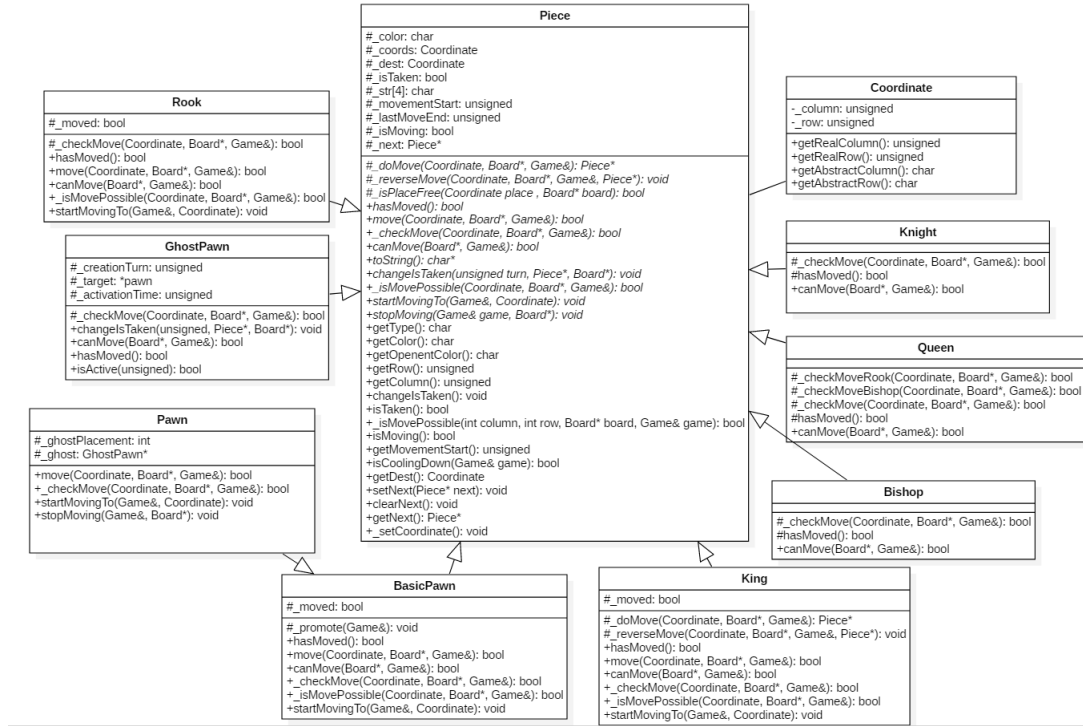 Piece
#_color: char
#_coords: Coordinate
#_dest: Coordinate
#_isTaken: bool
#_str[4]: char
#_movementStart: unsigned
#_lastMoveEnd: unsigned
#_isMoving: bool
#_next: Piece*
#_doMove(Coordinate, Board*, Game&): Piece*
#_reverseMove(Coordinate, Board*, Game&, Piece*): void
#_isPlaceFree(Coordinate place , Board* board): bool
+hasMoved(): bool
+move(Coordinate, Board*, Game&): bool
+_checkMove(Coordinate, Board*, Game&): bool
+canMove(Board*, Game&): bool
+toString(): char*
+changeIsTaken(unsigned turn, Piece*, Board*): void
+_isMovePossible(Coordinate, Board*, Game&): bool
+startMovingTo(Game&, Coordinate): void
+stopMoving(Game& game, Board*): void
+getType(): char
+getColor(): char
+getOpenentColor(): char
+getRow(): unsigned
+getColumn(): unsigned
+changeIsTaken(): void
+isTaken(): bool
+_isMovePossible(int column, int row, Board* board, Game& game): bool
+isMoving(): bool
+getMovementStart(): unsigned
+isCoolingDown(Game& game): bool
+getDest(): Coordinate
+setNext(Piece* next): void
+clearNext(): void
+getNext(): Piece*
+_setCoordinate(): void
Rook
#_moved: bool
#_checkMove(Coordinate, Board*, Game&): bool
+hasMoved(): bool
+move(Coordinate, Board*, Game&): bool
+canMove(Board*, Game&): bool
+_isMovePossible(Coordinate, Board*, Game&): bool
+startMovingTo(Game&, Coordinate): void
GhostPawn
#_creationTurn: unsigned
#_target: *pawn
#_activationTime: unsigned
#_checkMove(Coordinate, Board*, Game&): bool
+changeIsTaken(unsigned, Piece*, Board*): void
+canMove(Board*, Game&): bool
+hasMoved(): bool
+isActive(unsigned): bool
Pawn
#_ghostPlacement: int
#_ghost: GhostPawn*
+move(Coordinate, Board*, Game&): bool
+_checkMove(Coordinate, Board*, Game&): bool
+startMovingTo(Game&, Coordinate): void
+stopMoving(Game&, Board*): void
BasicPawn
#_moved: bool
#_promote(Game&): void
+hasMoved(): bool
+move(Coordinate, Board*, Game&): bool
+canMove(Board*, Game&): bool
+_checkMove(Coordinate, Board*, Game&): bool
+_isMovePossible(Coordinate, Board*, Game&): bool
+startMovingTo(Game&, Coordinate): void
King
#_moved: bool
#_doMove(Coordinate, Board*, Game&): Piece*
#_reverseMove(Coordinate, Board*, Game&, Piece*): void
+hasMoved(): bool
+move(Coordinate, Board*, Game&): bool
+canMove(Board*, Game&): bool
+_checkMove(Coordinate, Board*, Game&): bool
+_isMovePossible(Coordinate, Board*, Game&): bool
+startMovingTo(Game&, Coordinate): void
Coordinate
-_column: unsigned
-_row: unsigned
+getRealColumn(): unsigned
+getRealRow(): unsigned
+getAbstractColumn(): char
+getAbstractRow(): char
Knight
#_checkMove(Coordinate, Board*, Game&): bool
#hasMoved(): bool
+canMove(Board*, Game&): bool
Queen
#_checkMoveRook(Coordinate, Board*, Game&): bool
#_checkMoveBishop(Coordinate, Board*, Game&): bool
#_checkMove(Coordinate, Board*, Game&): bool
#hasMoved(): bool
+canMove(Board*, Game&): bool
Bishop
#_checkMove(Coordinate, Board*, Game&): bool
#hasMoved(): bool
+canMove(Board*, Game&): bool